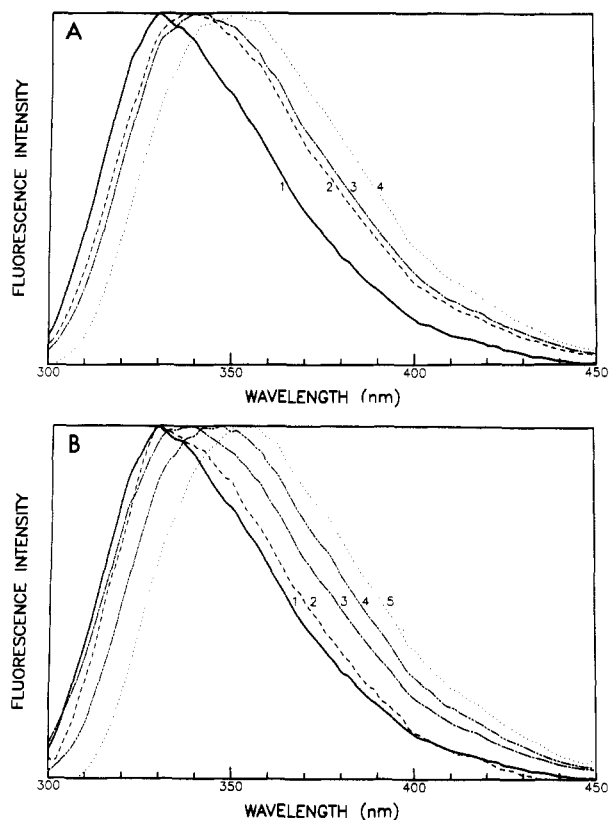 A
FLUORESCENCE INTENSITY
1 2 3 4
300 350 400 450
WAVELENGTH (nm)
B
FLUORESCENCE INTENSITY
1 2 3 4 5
300 350 400 450
WAVELENGTH (nm)